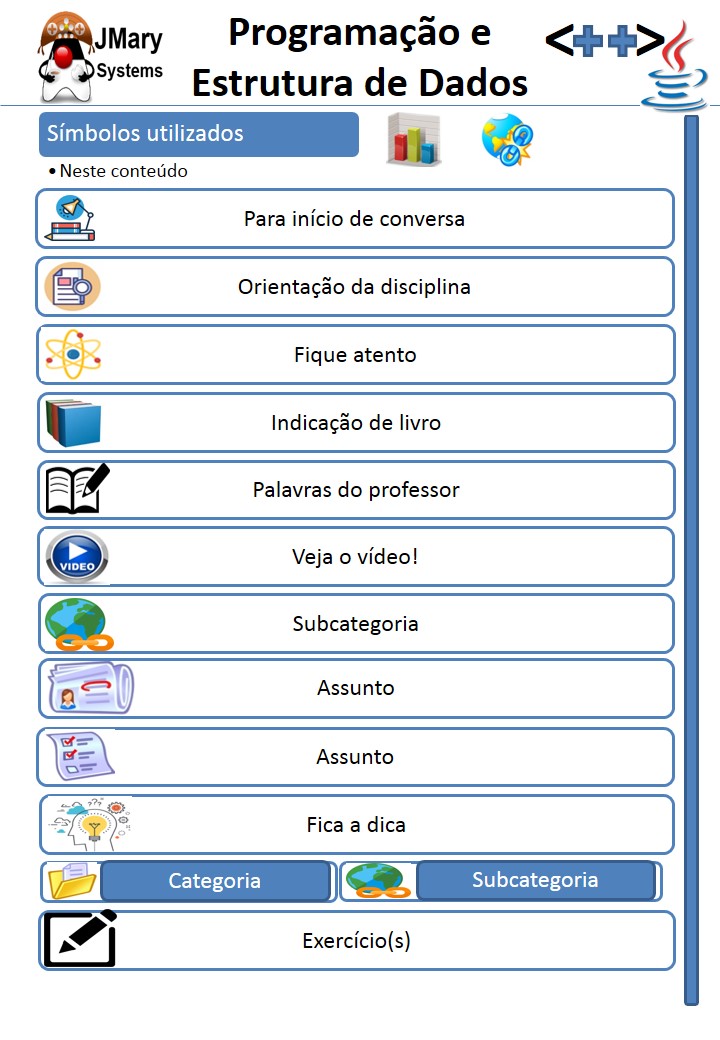 JMary
Systems
Programação e
Estrutura de Dados
<++>
Símbolos utilizados
•Neste conteúdo
Para início de conversa
Orientação da disciplina
Fique atento
Indicação de livro
Palavras do professor
Veja o vídeo!
VIDEO
Subcategoria
Assunto
Assunto
Fica a dica
Categoria
Subcategoria
Exercício(s)